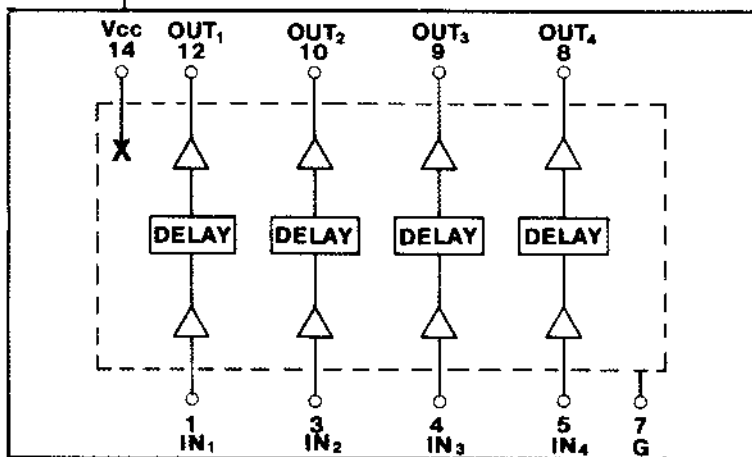 Vcc OUT₁ OUT₂ OUT₃ OUT₄
14 12 10 9 8
X
DELAY DELAY DELAY DELAY
1 3 4 5 7
IN₁ IN₂ IN₃ IN₄ G